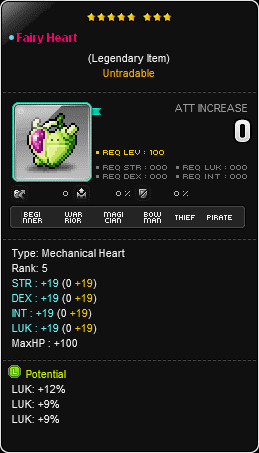 Fairy Heart
(Legendary Item)
Untradable
ATT INCREASE
0
REQ LEV : 100
REQ STR : 000 REQ LUK : 000
REQ DEX : 000 REQ INT : 000
0 0 % 0 %
BEGINNER WARRIOR MAGICIAN BOWMAN THIEF PIRATE
Type: Mechanical Heart
Rank: 5
STR : +19 (0 +19)
DEX : +19 (0 +19)
INT : +19 (0 +19)
LUK : +19 (0 +19)
MaxHP : +100
L Potential
LUK: +12%
LUK: +9%
LUK: +9%